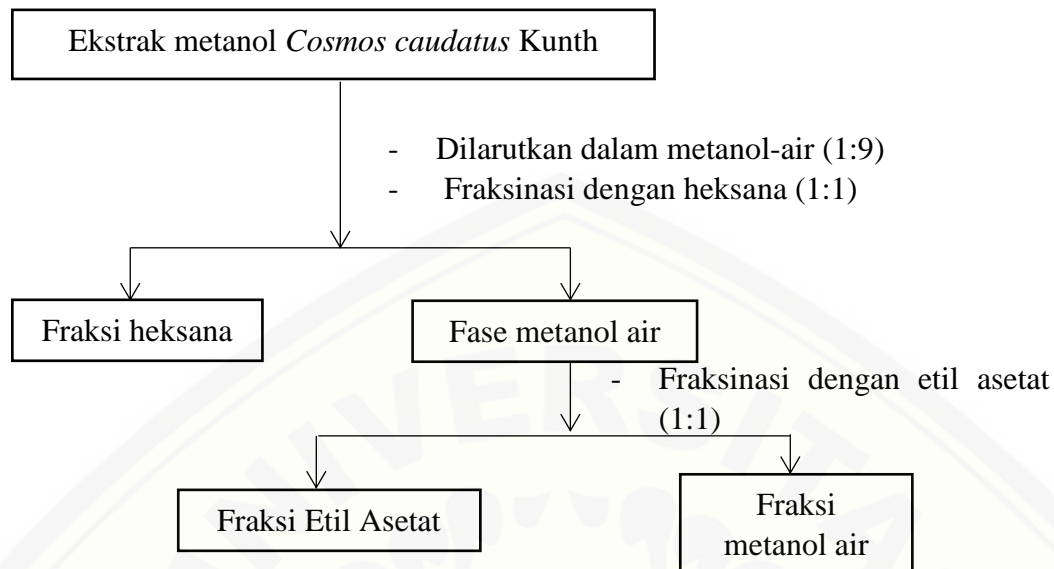 Ekstrak metanol Cosmos caudatus Kunth
- Dilarutkan dalam metanol-air (1:9)
- Fraksinasi dengan heksana (1:1)
Fraksi heksana
Fase metanol air
- Fraksinasi dengan etil asetat
(1:1)
Fraksi Etil Asetat
Fraksi
metanol air